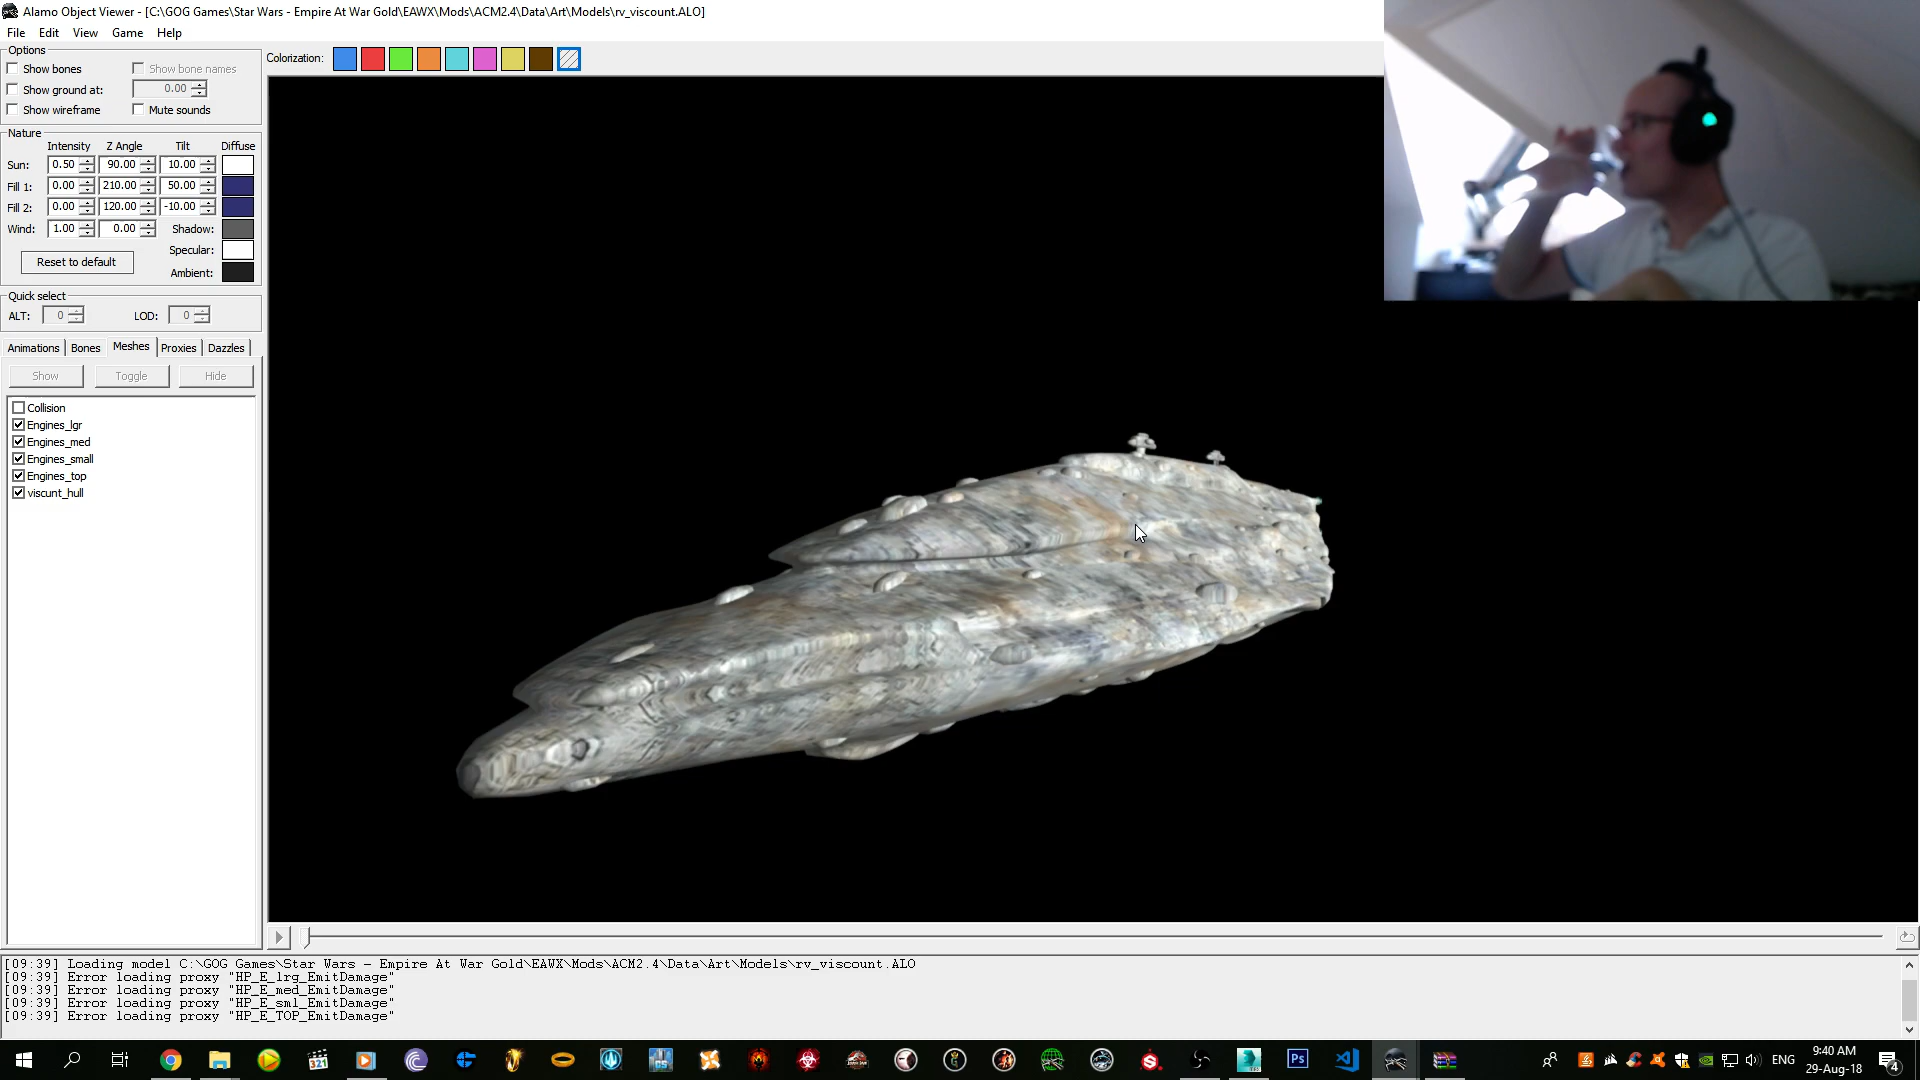 Alamo Object Viewer - [C:\GOG Games\Star Wars - Empire At War Gold\EAWX\Mods\ACM2.4\Data\Art\Models\rv_viscount.ALO]
File Edit View Game Help
Options
Show bones Show bone names
Show ground at: 0.00
Show wireframe Mute sounds
Colorization:
Nature
Intensity Z Angle Tilt Diffuse
Sun: 0.50 90.00 10.00
Fill 1: 0.00 210.00 50.00
Fill 2: 0.00 120.00 -10.00
Wind: 1.00 0.00 Shadow:
Specular:
Reset to default
Ambient:
Quick select
ALT: 0 LOD: 0
Animations Bones Meshes Proxies Dazzles
Show Toggle Hide
Collision
Engines_lgr
Engines_med
Engines_small
Engines_top
viscunt_hull
[09:39] Loading model C:\GOG Games\Star Wars - Empire At War Gold\EAWX\Mods\ACM2.4\Data\Art\Models\rv_viscount.ALO
[09:39] Error loading proxy "HP_E_lrg_EmitDamage"
[09:39] Error loading proxy "HP_E_med_EmitDamage"
[09:39] Error loading proxy "HP_E_sml_EmitDamage"
[09:39] Error loading proxy "HP_E_TOP_EmitDamage"
321
Ps
ENG
9:40 AM
29-Aug-18
4